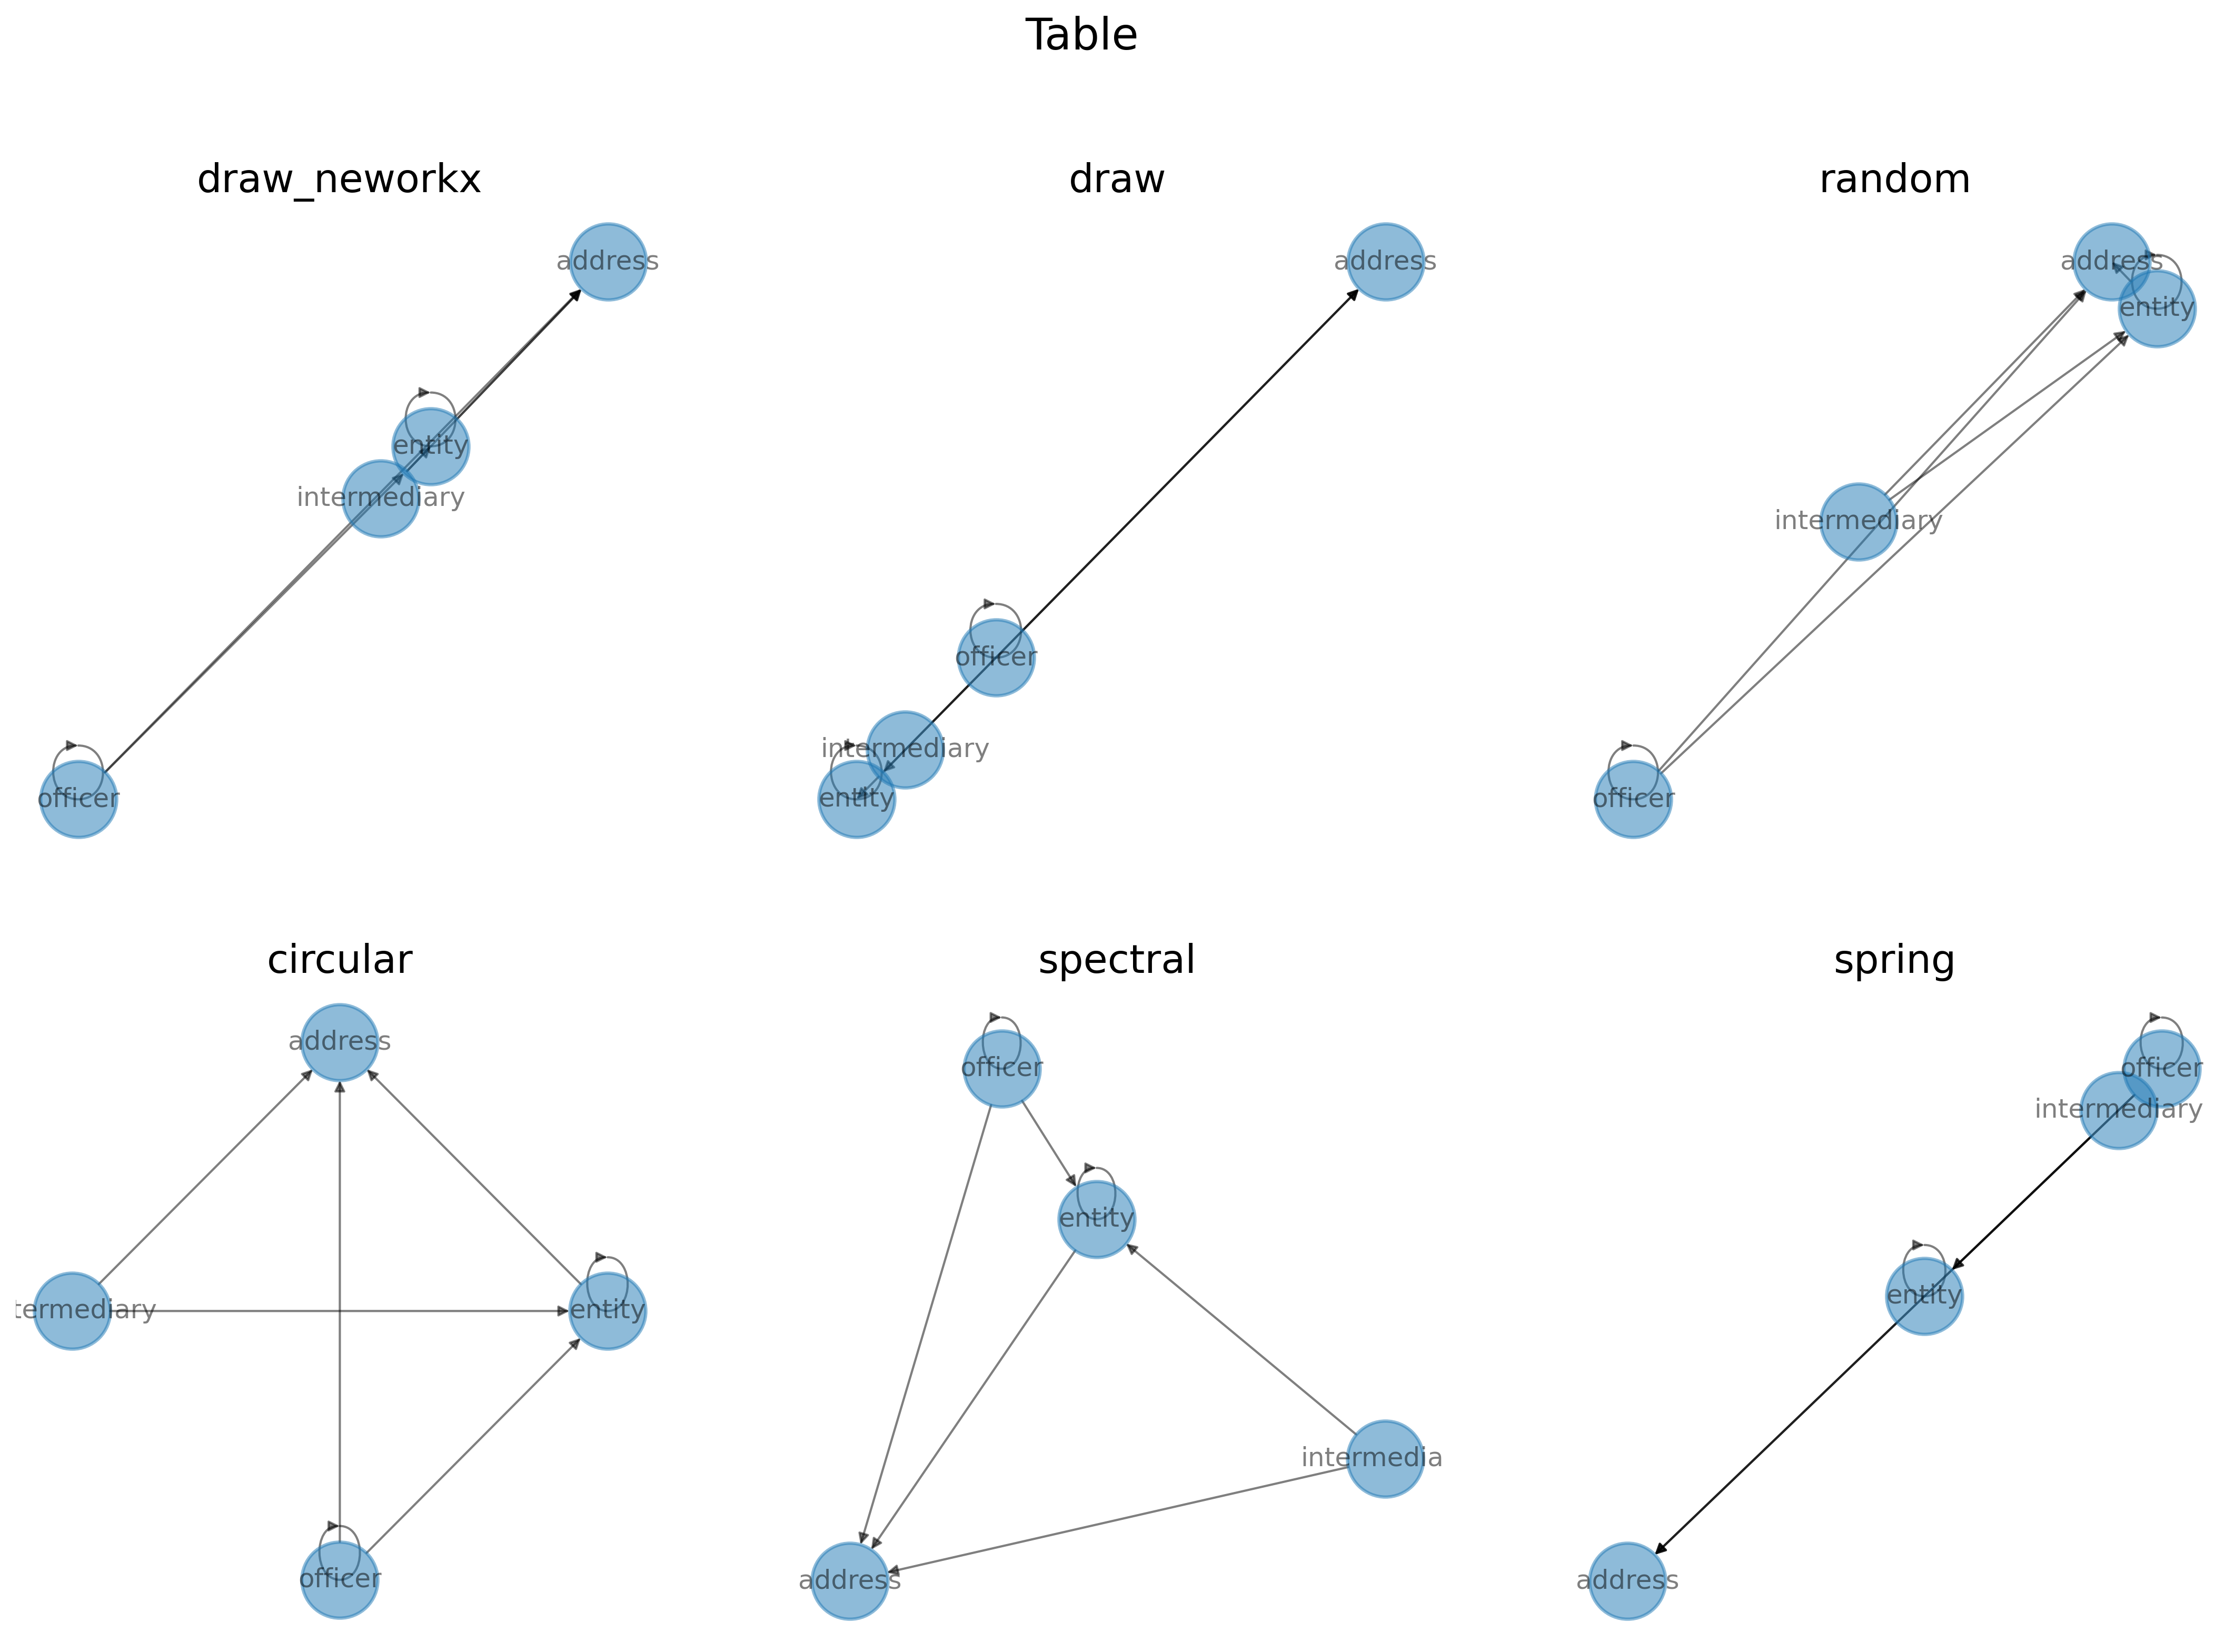 Table
draw_neworkx
draw
random
address
entity
intermediary
officer
address
officer
intermediary
entity
address
entity
intermediary
officer
circular
spectral
spring
address
termediary
entity
officer
officer
entity
intermedia
address
officer
intermediary
entity
address